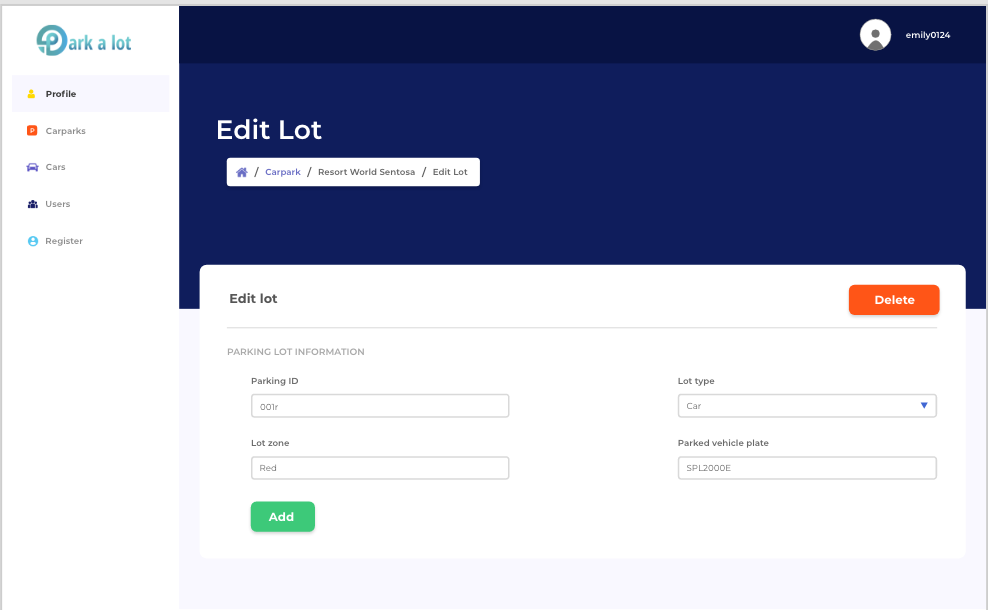 Park a lot
emily0124
Profile
Carparks
Cars
Users
Register
Edit Lot
/ Carpark / Resort World Sentosa / Edit Lot
Edit lot
Delete
PARKING LOT INFORMATION
Parking ID
Lot type
001r
Car
Lot zone
Parked vehicle plate
Red
SPL2000E
Add